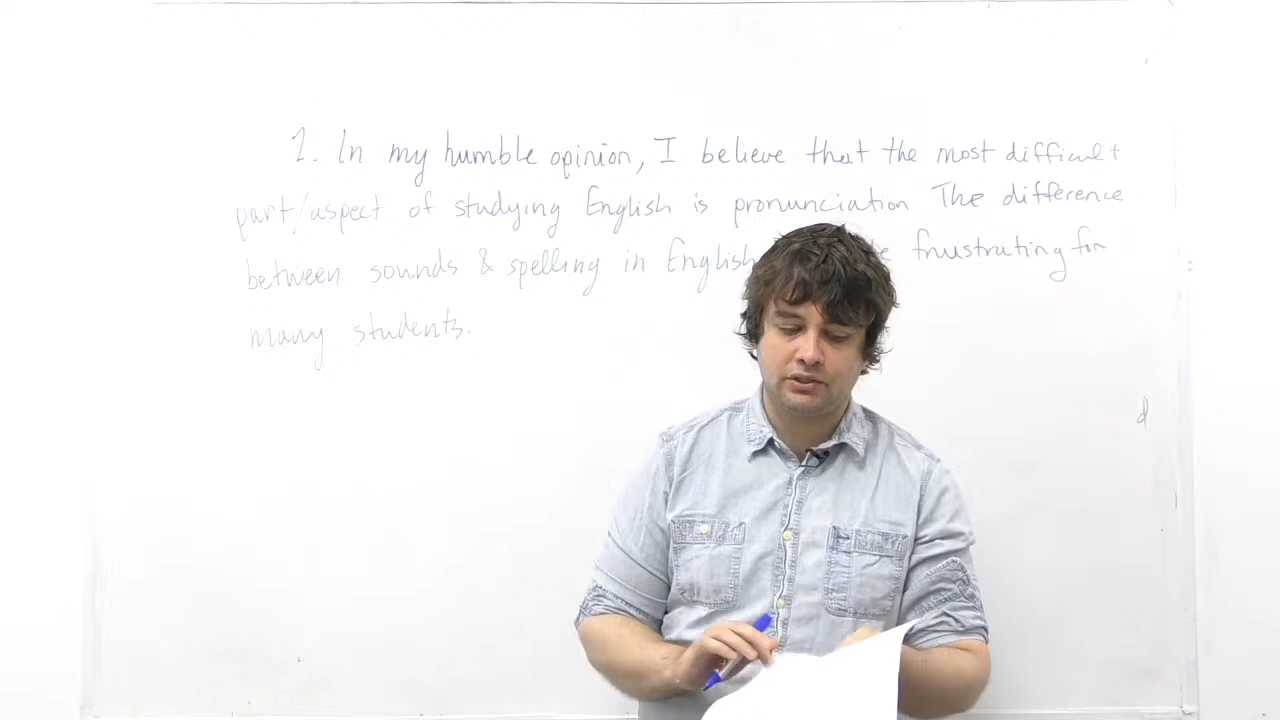 1. In my humble opinion, I believe that the most difficult
part/aspect of studying English is pronunciation The difference
between sounds & spelling in English frustrating for
many students.
d